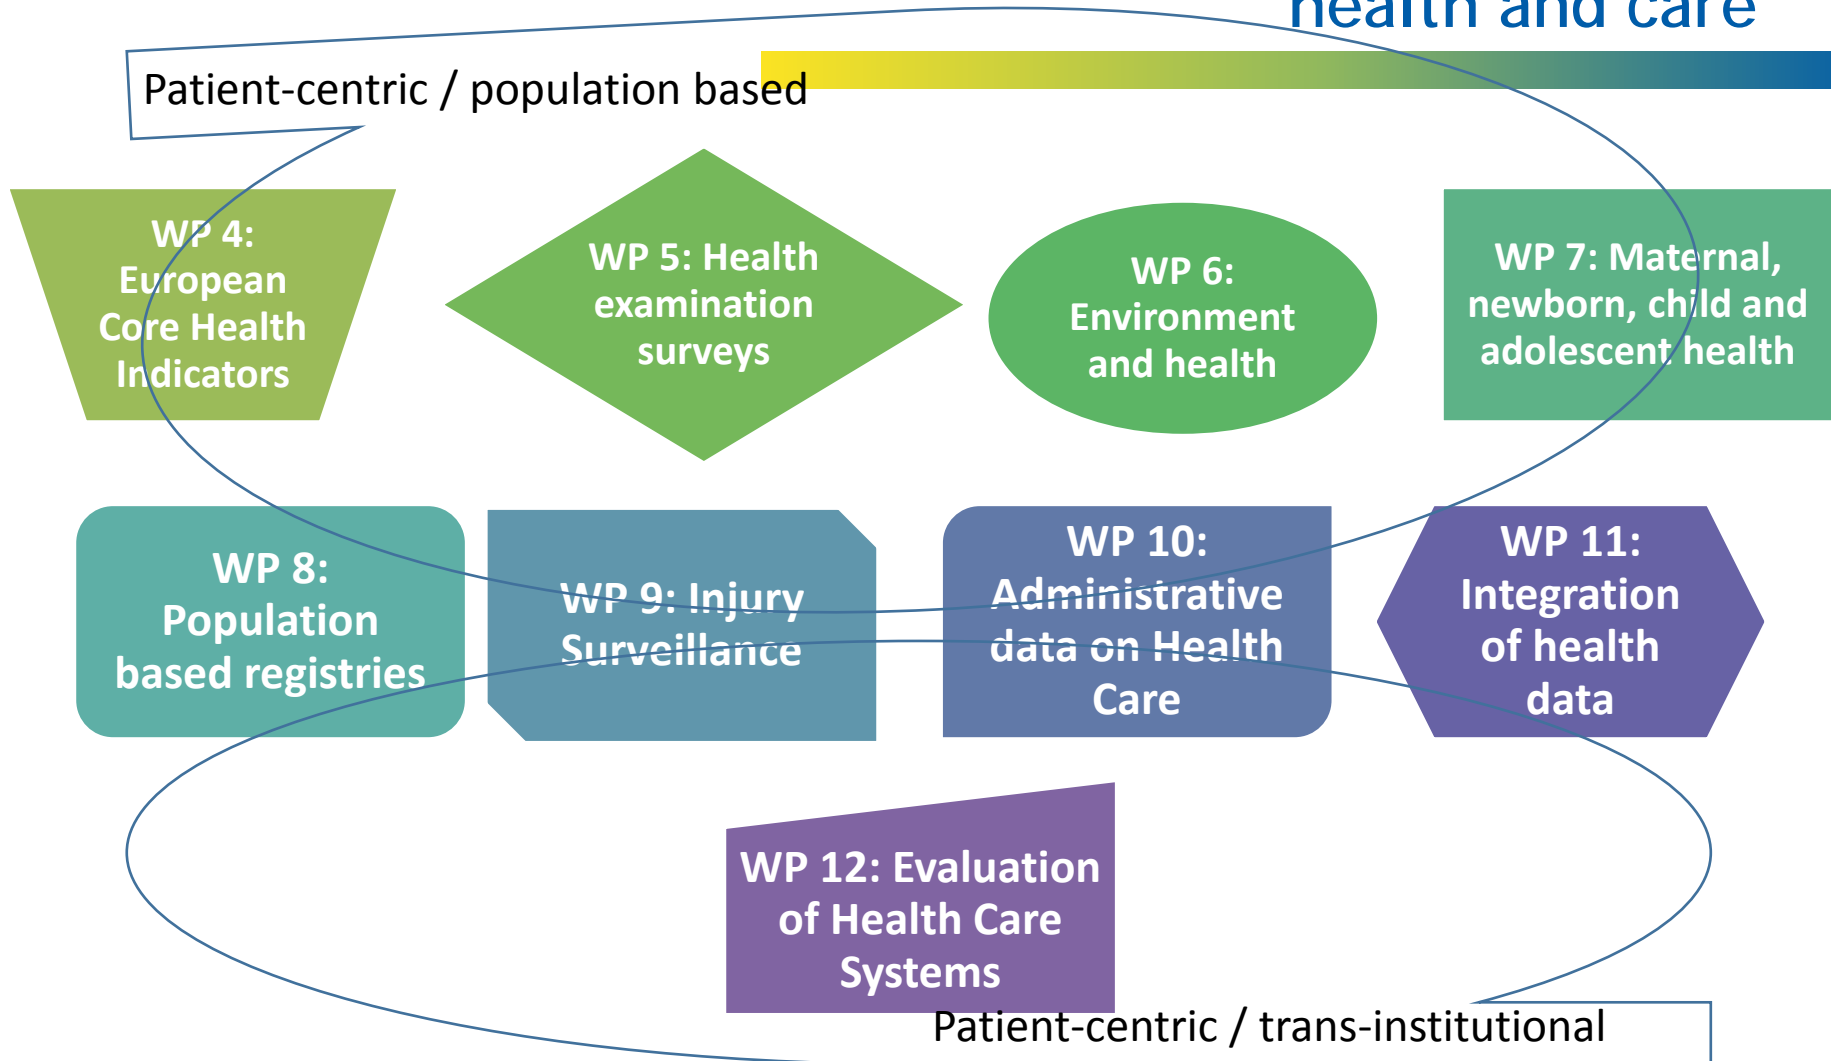 health and care
Patient-centric / population based
WP 4:
European
Core Health
Indicators
WP 5: Health
examination
surveys
WP 6:
Environment
and health
WP 7: Maternal,
newborn, child and
adolescent health
WP 8:
Population
based registries
WP 9: Injury
Surveillance
WP 10:
Administrative
data on Health
Care
WP 11:
Integration
of health
data
WP 12: Evaluation
of Health Care
Systems
Patient-centric / trans-institutional